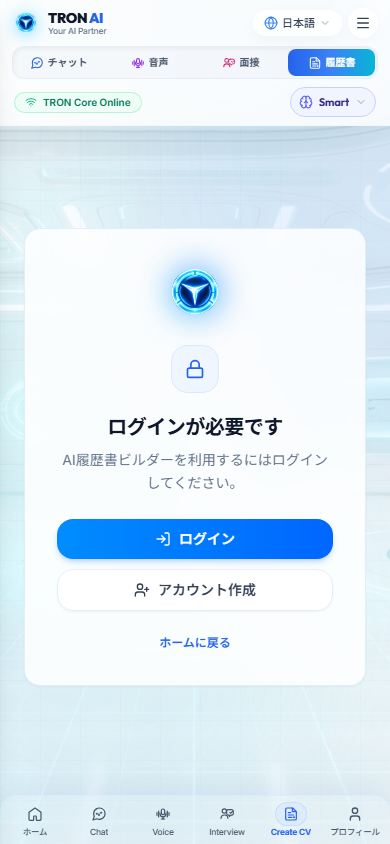 TRON AI
Your AI Partner
日本語
チャット
音声
面接
履歴書
TRON Core Online
Smart
ログインが必要です
AI履歴書ビルダーを利用するにはログイン
してください。
ログイン
アカウント作成
ホームに戻る
ホーム
Chat
Voice
Interview
Create CV
プロフィール